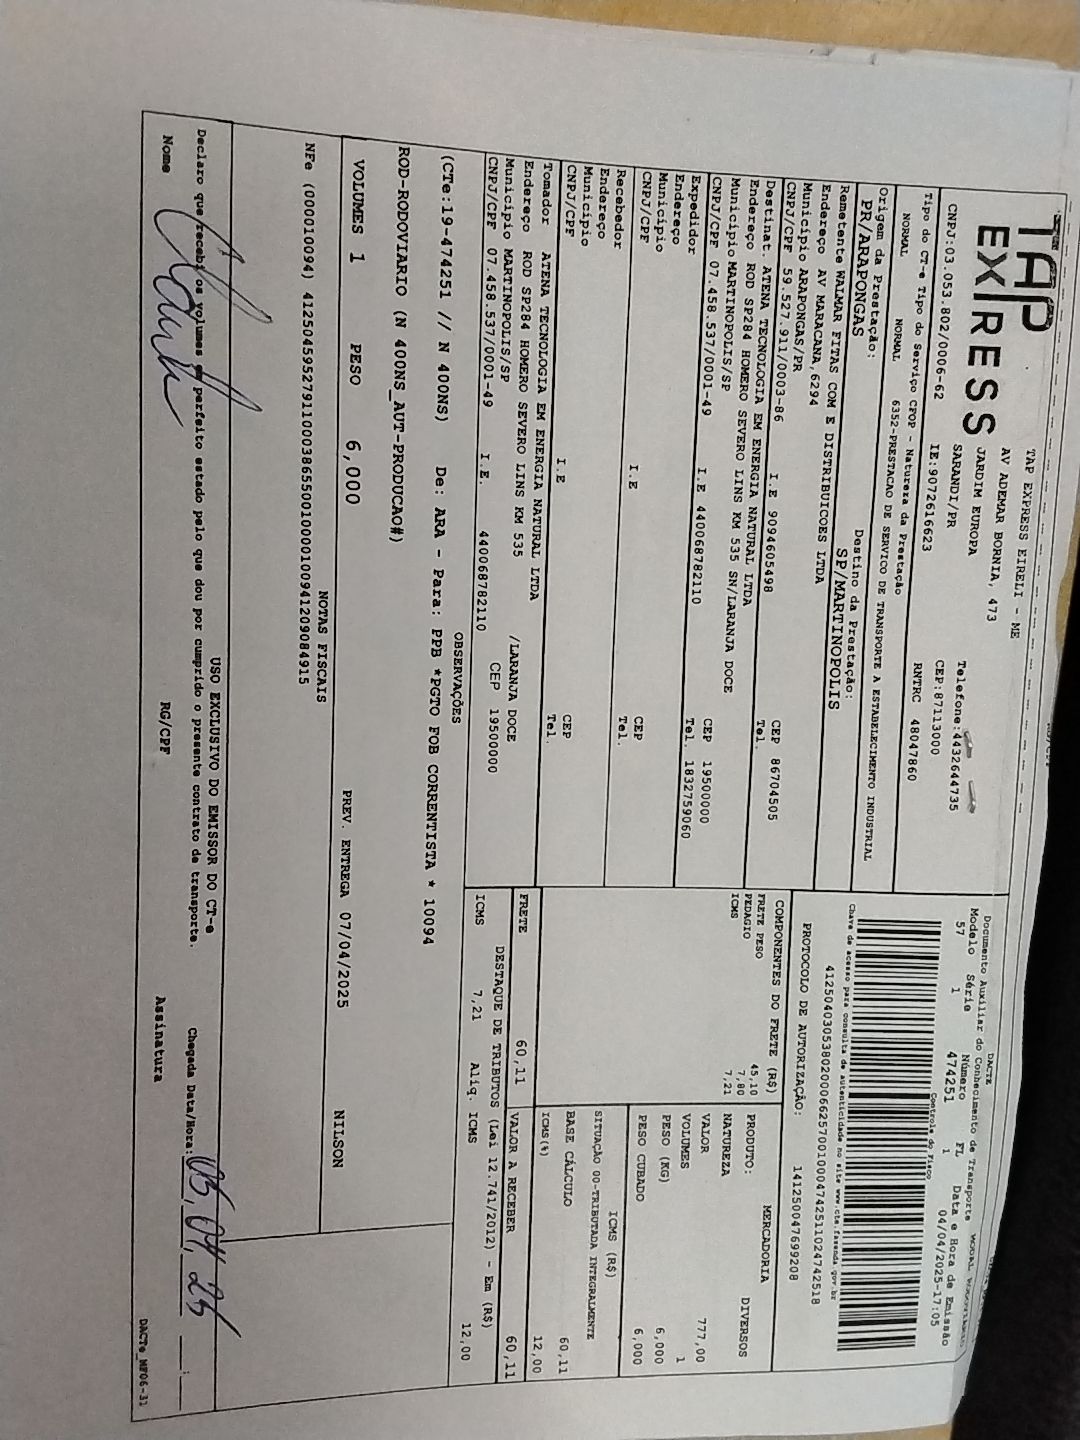 TAP
EXPRESS
TAP EXPRESS EIRELI - ME
AV ADEMAR BORNIA, 473
JARDIM EUROPA
SARANDI/PR
Telefone:4432644735
CEP:87113000
CNPJ:03.053.802/0006-62 IE:9072616623 RNTRC 48047860
Tipo do CT-e Tipo do Serviço CFOP - Natureza da Prestação
NORMAL NORMAL 6352-PRESTACAO DE SERVICO DE TRANSPORTE A ESTABELECIMENTO INDUSTRIAL
Origem da Prestação: Destino da Prestação:
PR/ARAPONGAS SP/MARTINOPOLIS
Remetente WALMAR FITAS COM E DISTRIBUICOES LTDA
Endereço AV MARACANA,6294
Município ARAPONGAS/PR CEP 86704505
CNPJ/CPF 59.527.911/0003-86 I.E 9094605498 Tel.
Destinat. ATENA TECNOLOGIA EM ENERGIA NATURAL LTDA
Endereço ROD SP284 HOMERO SEVERO LINS KM 535 SN/LARANJA DOCE
Município MARTINOPOLIS/SP CEP 19500000
CNPJ/CPF 07.458.537/0001-49 I.E 440068782110 Tel. 1832759060
Expedidor
Endereço
Município CEP
CNPJ/CPF I.E Tel.
Recebedor
Endereço
Município CEP
CNPJ/CPF I.E Tel.
Tomador ATENA TECNOLOGIA EM ENERGIA NATURAL LTDA
Endereço ROD SP284 HOMERO SEVERO LINS KM 535 /LARANJA DOCE
Município MARTINOPOLIS/SP CEP 19500000
CNPJ/CPF 07.458.537/0001-49 I.E. 440068782110
DACTE
Documento Auxiliar do Conhecimento de Transporte
Modelo Série Número FL Data e Hora de Emissão
57 1 474251 1 04/04/2025-17:05
Controle do Fisco
Chave de acesso para consulta de autenticidade no site www.cte.fazenda.gov.br
41250403053802000662570010004742511024742518
PROTOCOLO DE AUTORIZAÇÃO: 141250047699208
COMPONENTES DO FRETE (R$)
FRETE PESO 45,10
PEDAGIO 7,80
ICMS 7,21
PRODUTO: MERCADORIA
NATUREZA DIVERSOS
VALOR 777,00
VOLUMES 1
PESO (KG) 6,000
PESO CUBADO 6,000
ICMS (R$)
SITUAÇÃO 00-TRIBUTADA INTEGRALMENTE
BASE CÁLCULO 60,11
ICMS(%) 12,00
FRETE 60,11 VALOR A RECEBER 60,11
DESTAQUE DE TRIBUTOS (Lei 12.741/2012) - Em (R$)
ICMS 7,21 Aliq. ICMS 12,00
OBSERVAÇÕES
(CTe:19-474251 // N 400NS) De: ARA - Para: PPB *PGTO FOB CORRENTISTA * 10094
ROD-RODOVIARIO (N 400NS_AUT-PRODUCAO#)
VOLUMES 1 PESO 6,000 PREV. ENTREGA 07/04/2025 NILSON
NOTAS FISCAIS
NFe (000010094) 41250459527911000386550010000100941209084915
USO EXCLUSIVO DO EMISSOR DO CT-e
Declaro que recebi os volumes em perfeito estado pelo que dou por cumprido o presente contrato de transporte. Chegada Data/Hora: 05,04,25 :
Nome RG/CPF Assinatura
DACTe_MF06-31